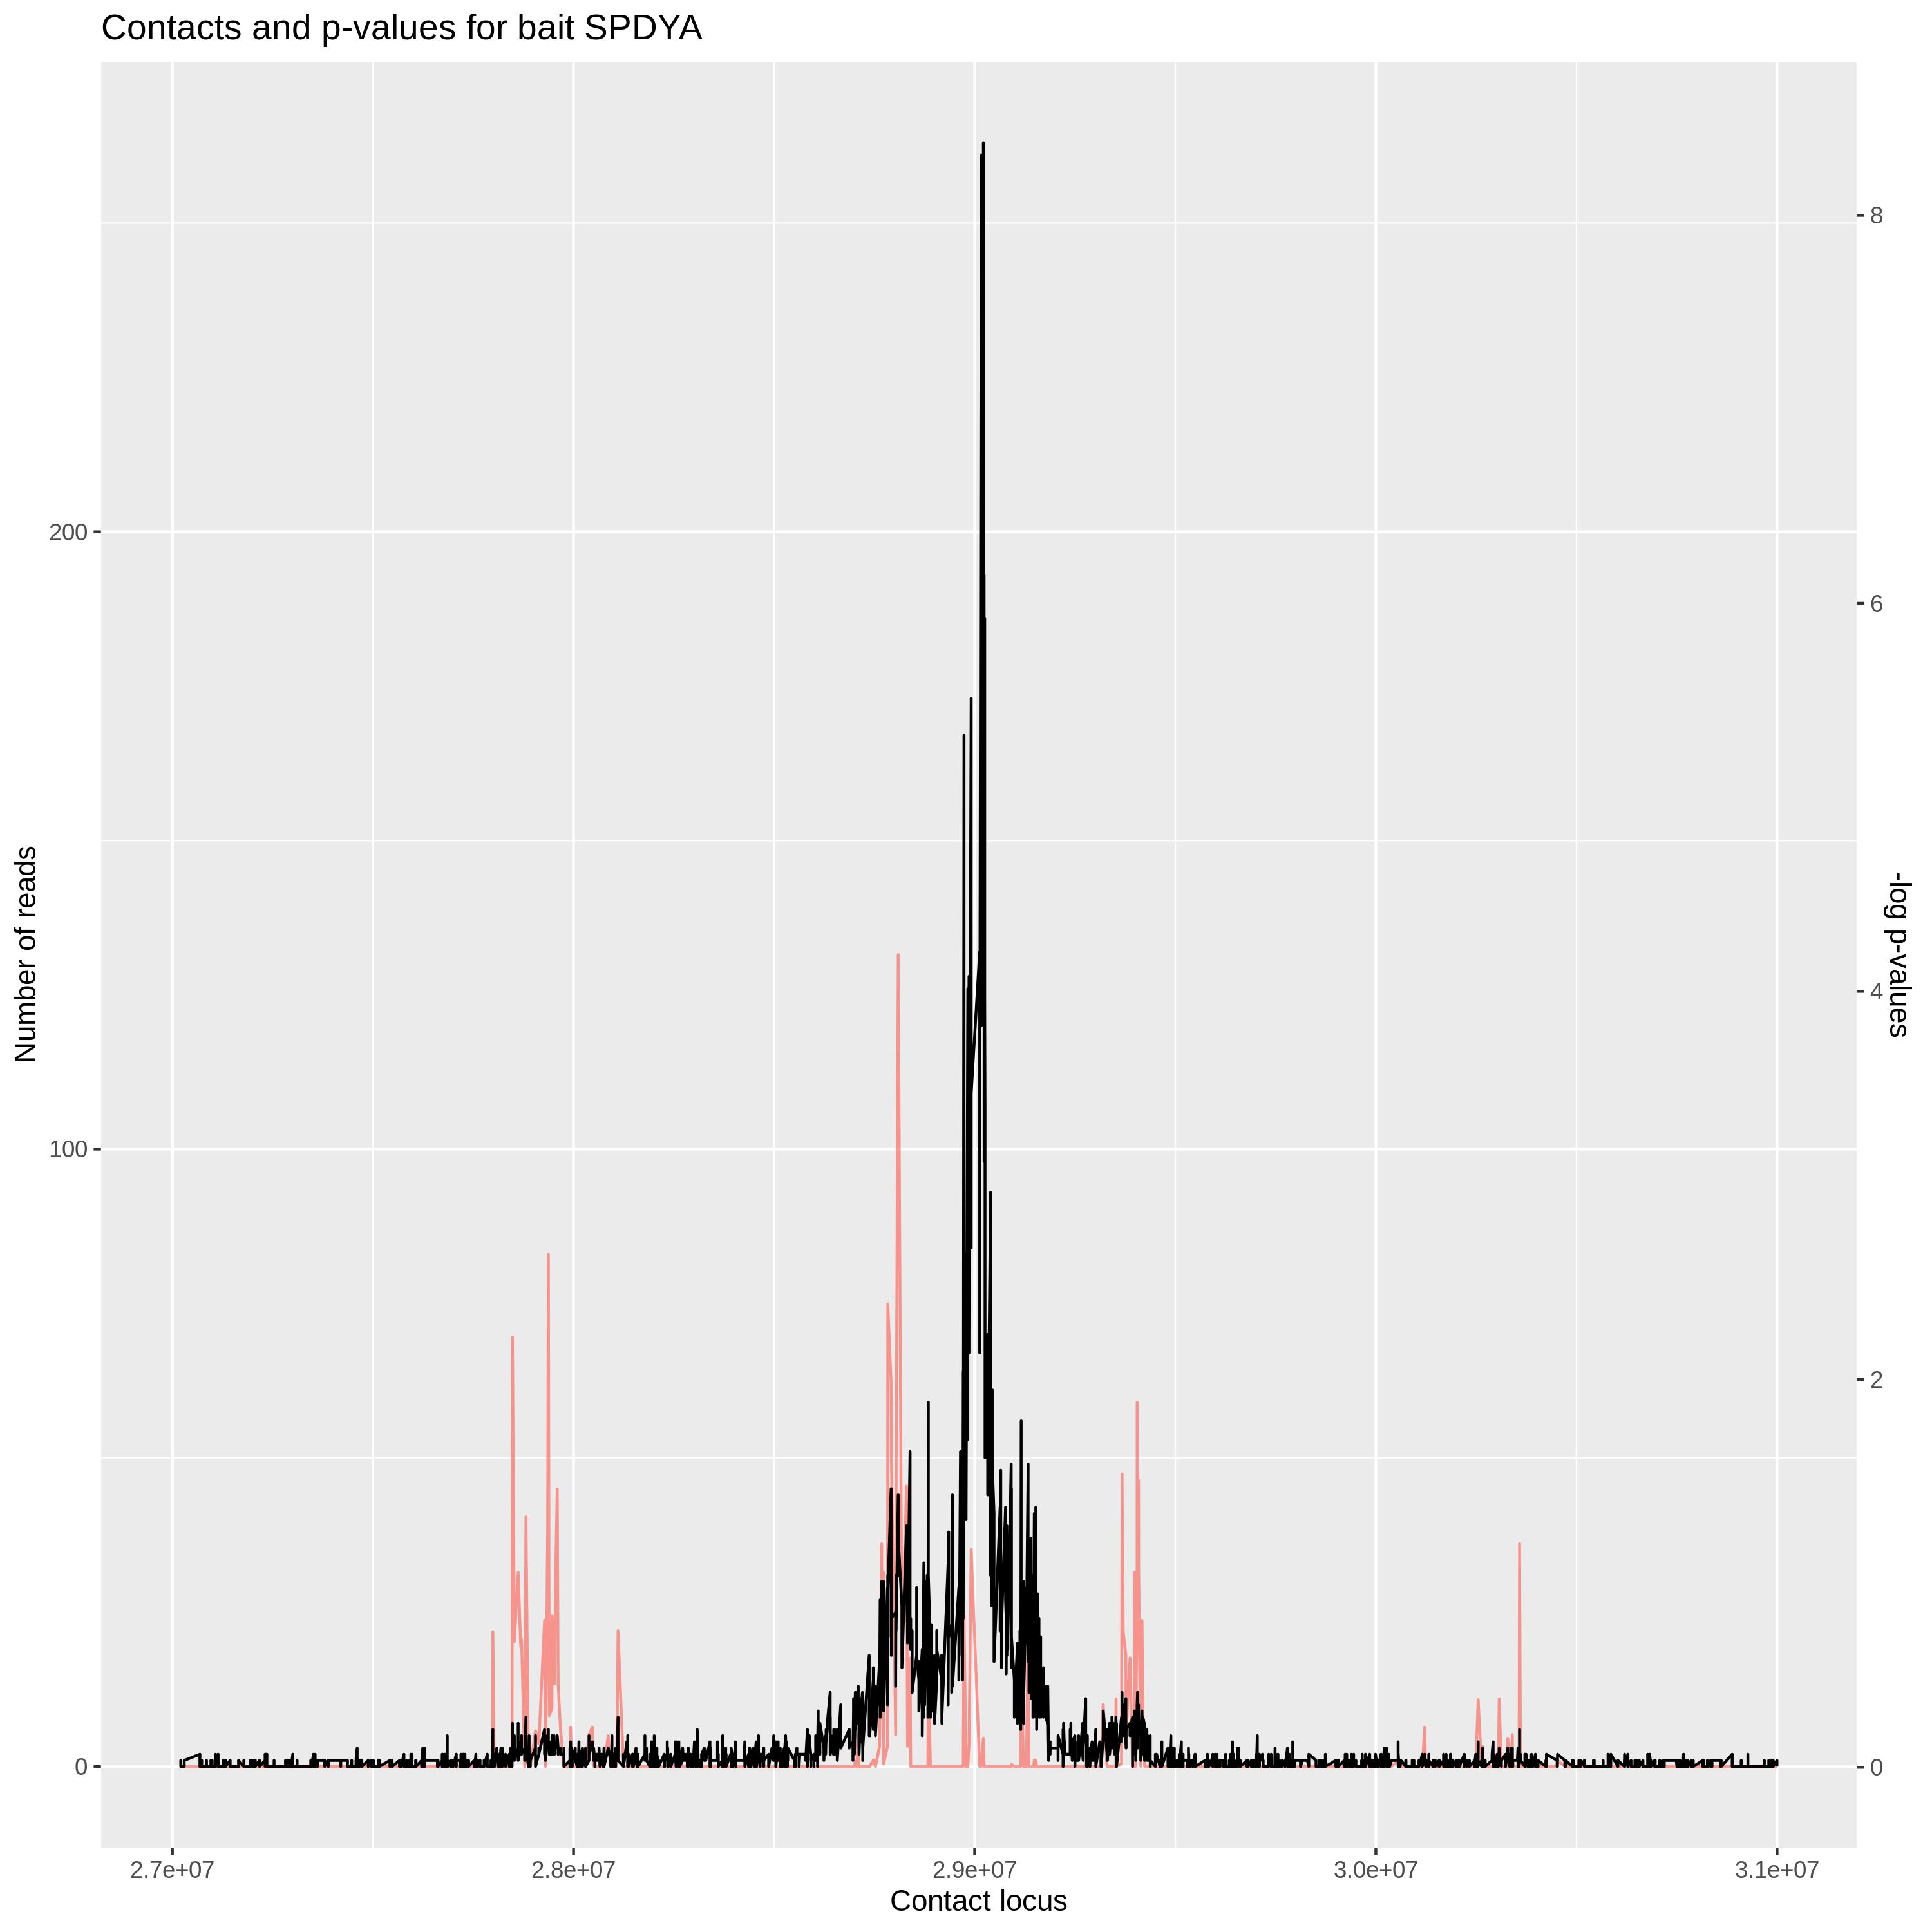 Contacts and p-values for bait SPDYA
Number of reads
200
100
0
8
6
4
2
0
-log p-values
2.7e+07 2.8e+07 2.9e+07 3.0e+07 3.1e+07
Contact locus